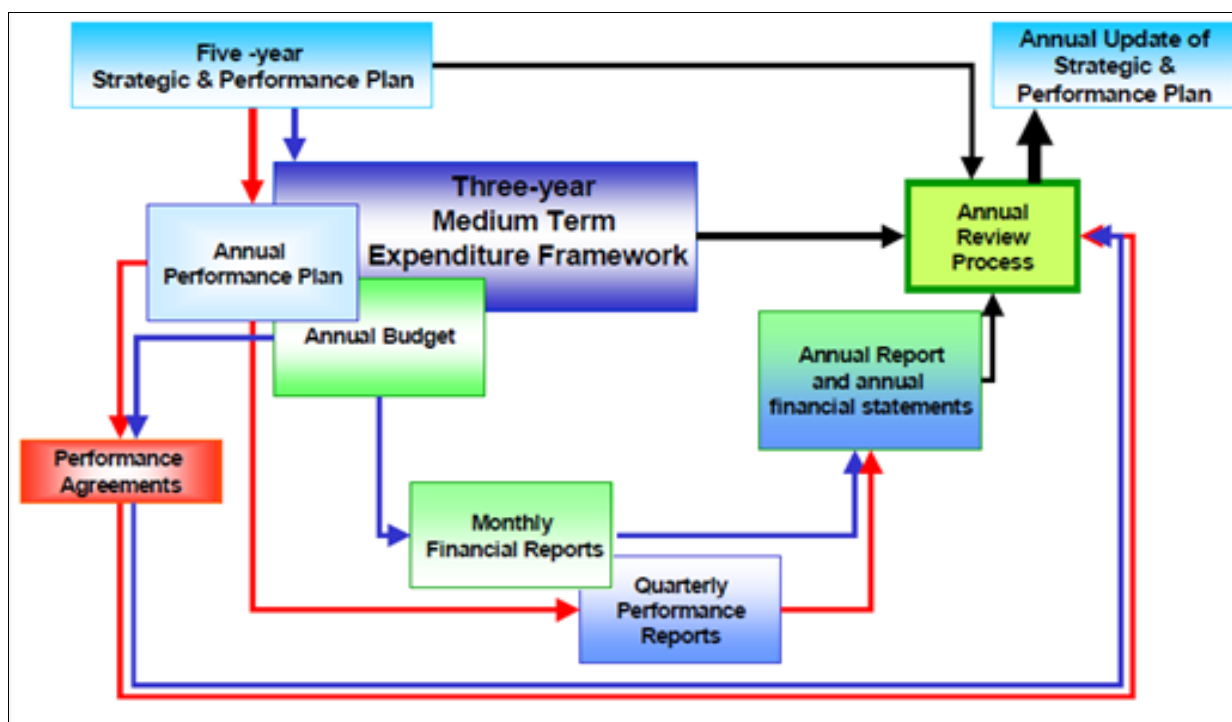 Five -year
Strategic & Performance Plan
Annual Update of
Strategic &
Performance Plan
Three-year
Medium Term
Expenditure Framework
Annual
Review
Process
Annual
Performance Plan
Annual Budget
Annual Report
and annual
financial statements
Performance
Agreements
Monthly
Financial Reports
Quarterly
Performance
Reports